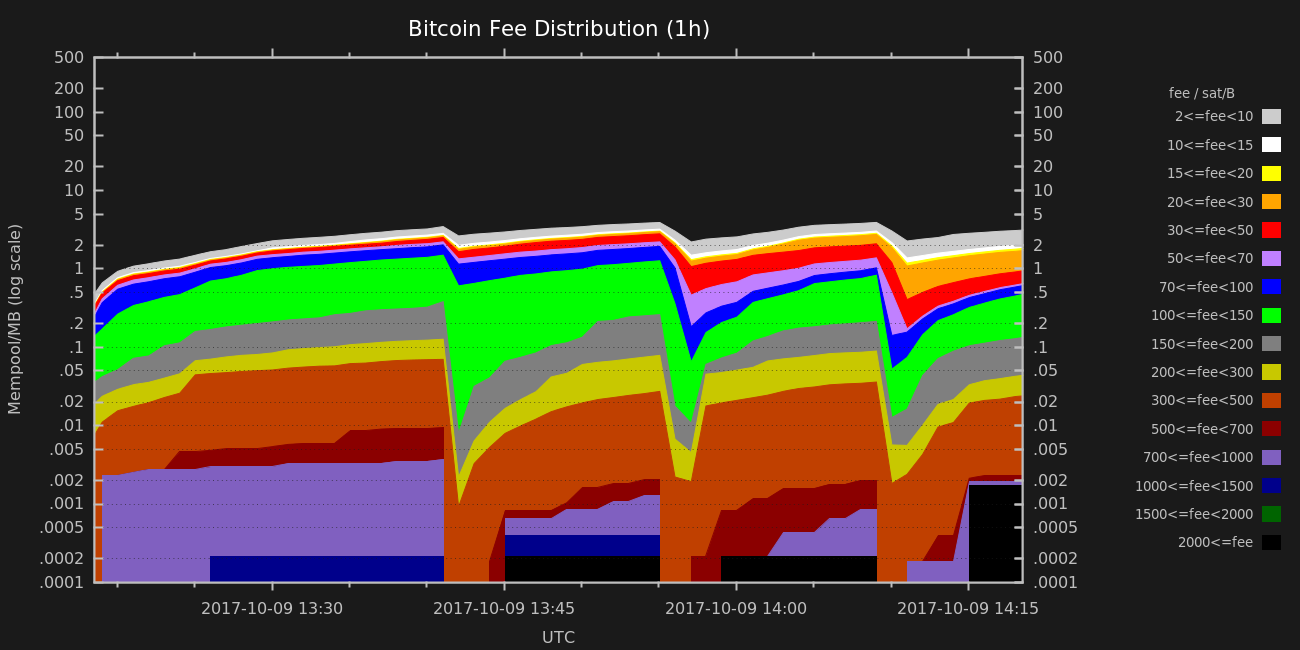 Bitcoin Fee Distribution (1h)
Mempool/MB (log scale)
500
200
100
50
20
10
5
2
1
.5
.2
.1
.05
.02
.01
.005
.002
.001
.0005
.0002
.0001
500
200
100
50
20
10
5
2
1
.5
.2
.1
.05
.02
.01
.005
.002
.001
.0005
.0002
.0001
2017-10-09 13:30
2017-10-09 13:45
2017-10-09 14:00
2017-10-09 14:15
UTC
fee / sat/B
2<=fee<10
10<=fee<15
15<=fee<20
20<=fee<30
30<=fee<50
50<=fee<70
70<=fee<100
100<=fee<150
150<=fee<200
200<=fee<300
300<=fee<500
500<=fee<700
700<=fee<1000
1000<=fee<1500
1500<=fee<2000
2000<=fee